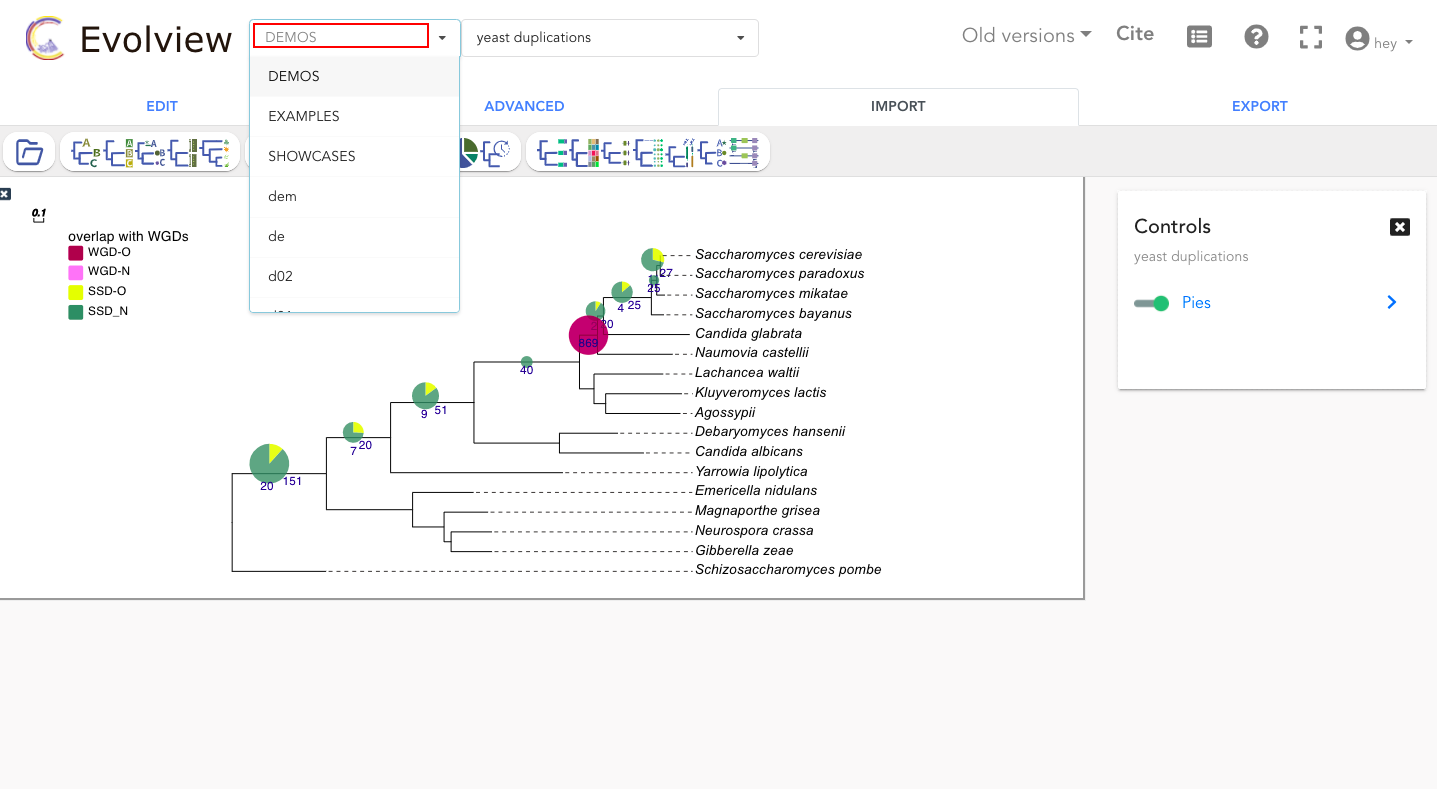 Evolview
DEMOS
yeast duplications
Old versions
Cite
hey
DEMOS
EXAMPLES
SHOWCASES
dem
de
d02
EDIT
ADVANCED
IMPORT
EXPORT
0.1
overlap with WGDs
WGD-O
WGD-N
SSD-O
SSD_N
Saccharomyces cerevisiae
Saccharomyces paradoxus
Saccharomyces mikatae
Saccharomyces bayanus
Candida glabrata
Naumovia castellii
Lachancea waltii
Kluyveromyces lactis
Agossypii
Debaryomyces hansenii
Candida albicans
Yarrowia lipolytica
Emericella nidulans
Magnaporthe grisea
Neurospora crassa
Gibberella zeae
Schizosaccharomyces pombe
27
25
4 25
20
869
40
9 51
7 20
20 151
Controls
yeast duplications
Pies